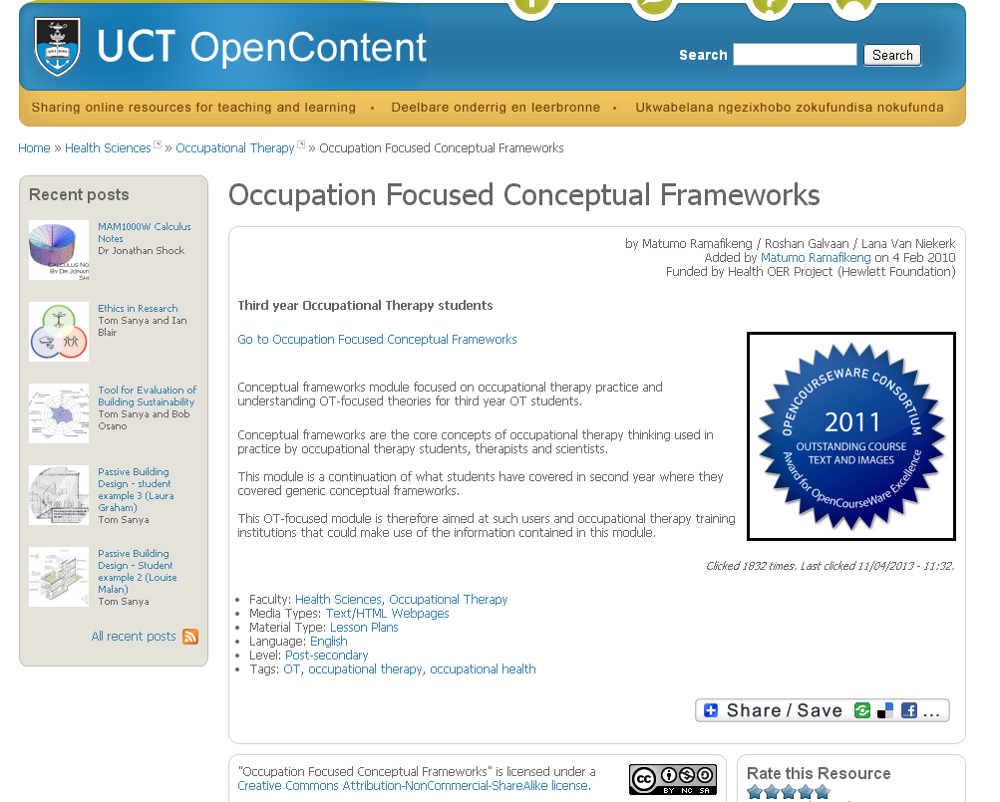 UCT OpenContent
Search
Search
Sharing online resources for teaching and learning • Deelbare onderrig en leerbronne • Ukwabelana ngezixhobo zokufundisa nokufunda
Home » Health Sciences » Occupational Therapy » Occupation Focused Conceptual Frameworks
Recent posts
MAM1000W Calculus
Notes
Dr Jonathan Shock
Ethics in Research
Tom Sanya and Ian
Blair
Tool for Evaluation of
Building Sustainability
Tom Sanya and Bob
Osano
Passive Building
Design - student
example 3 (Laura
Graham)
Tom Sanya
Passive Building
Design - Student
example 2 (Louise
Malan)
Tom Sanya
All recent posts
Occupation Focused Conceptual Frameworks
by Matumo Ramafikeng / Roshan Galvaan / Lana Van Niekerk
Added by Matumo Ramafikeng on 4 Feb 2010
Funded by Health OER Project (Hewlett Foundation)
Third year Occupational Therapy students
Go to Occupation Focused Conceptual Frameworks
Conceptual frameworks module focused on occupational therapy practice and
understanding OT-focused theories for third year OT students.
Conceptual frameworks are the core concepts of occupational therapy thinking used in
practice by occupational therapy students, therapists and scientists.
This module is a continuation of what students have covered in second year where they
covered generic conceptual frameworks.
This OT-focused module is therefore aimed at such users and occupational therapy training
institutions that could make use of the information contained in this module.
OPENCOURSEWARE CONSORTIUM
2011
OUTSTANDING COURSE
TEXT AND IMAGES
Award for OpenCourseWare Excellence
Clicked 1832 times. Last clicked 11/04/2013 - 11:32.
• Faculty: Health Sciences, Occupational Therapy
• Media Types: Text/HTML Webpages
• Material Type: Lesson Plans
• Language: English
• Level: Post-secondary
• Tags: OT, occupational therapy, occupational health
Share / Save ...
"Occupation Focused Conceptual Frameworks" is licensed under a
Creative Commons Attribution-NonCommercial-ShareAlike license.
cc BY NC SA
Rate this Resource